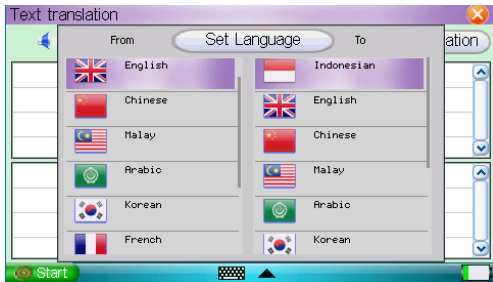 Text translation
From Set Language To ation
English Indonesian
Chinese English
Malay Chinese
Arabic Malay
Korean Arabic
French Korean
Start